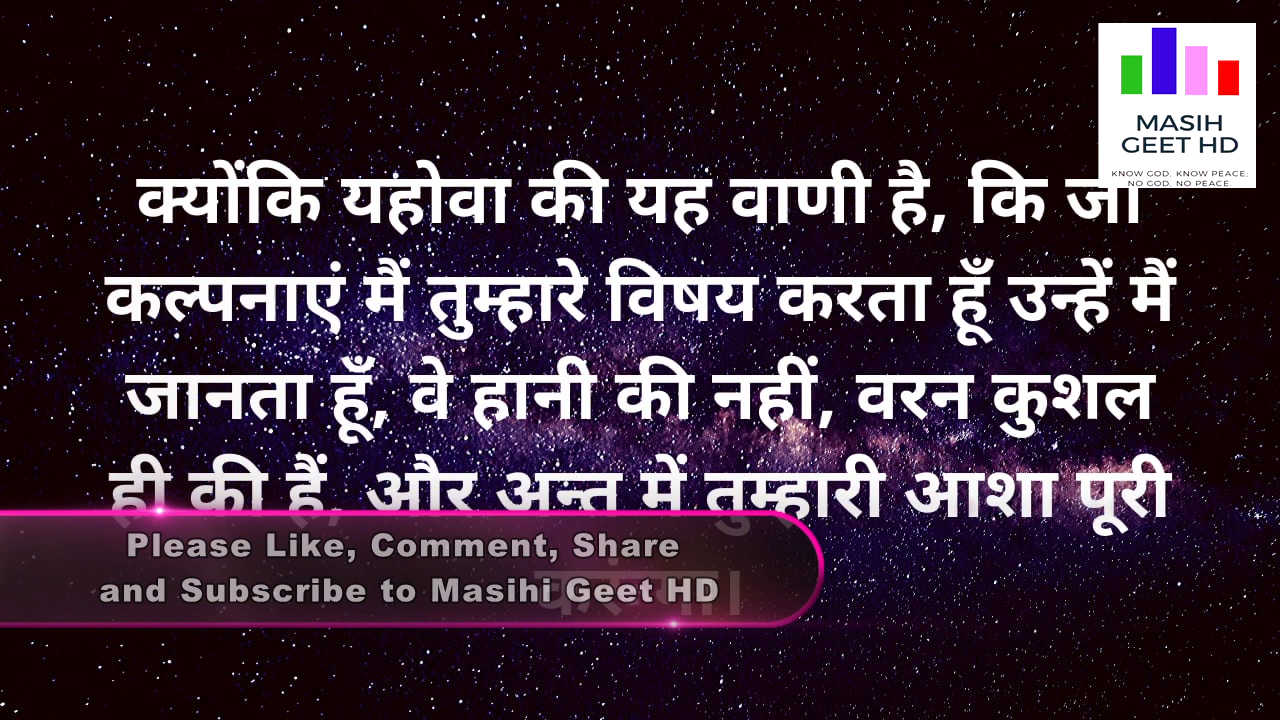 MASIH
GEET HD
KNOW GOD. KNOW PEACE.
NO GOD. NO PEACE.
क्योंकि यहोवा की यह वाणी है, कि जो
कल्पनाएं मैं तुम्हारे विषय करता हूँ उन्हें मैं
जानता हूँ, वे हानी की नहीं, वरन कुशल
ही की हैं, और अन्त में तुम्हारी आशा पूरी
करूंगा।
Please Like, Comment, Share
and Subscribe to Masihi Geet HD